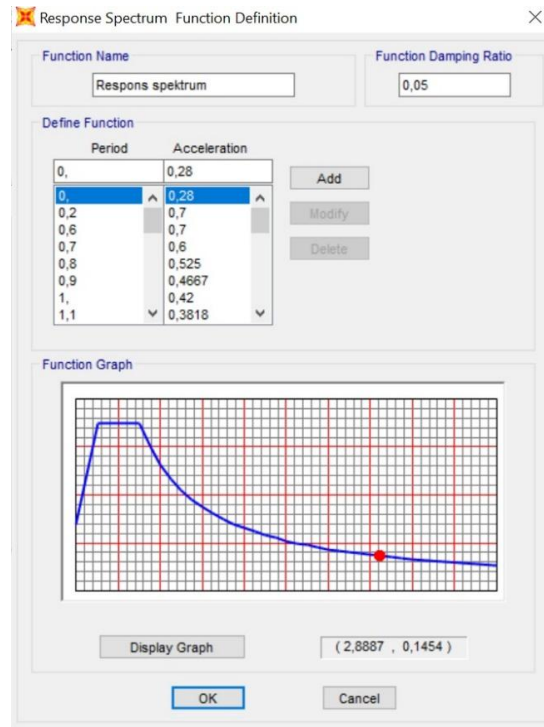 Response Spectrum Function Definition
Function Name
Respons spektrum
Function Damping Ratio
0,05
Define Function
Period Acceleration
0, 0,28
0, 0,28
0,2 0,7
0,6 0,7
0,7 0,6
0,8 0,525
0,9 0,4667
1, 0,42
1,1 0,3818
Add
Modify
Delete
Function Graph
Display Graph
( 2,8887 , 0,1454 )
OK
Cancel